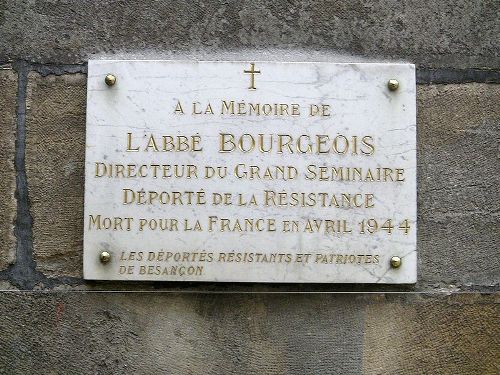 A LA MÉMOIRE DE
L'ABBÉ BOURGEOIS
DIRECTEUR DU GRAND SÉMINAIRE
DÉPORTÉ DE LA RÉSISTANCE
MORT POUR LA FRANCE EN AVRIL 1944
LES DÉPORTÉS RÉSISTANTS ET PATRIOTES
DE BESANÇON